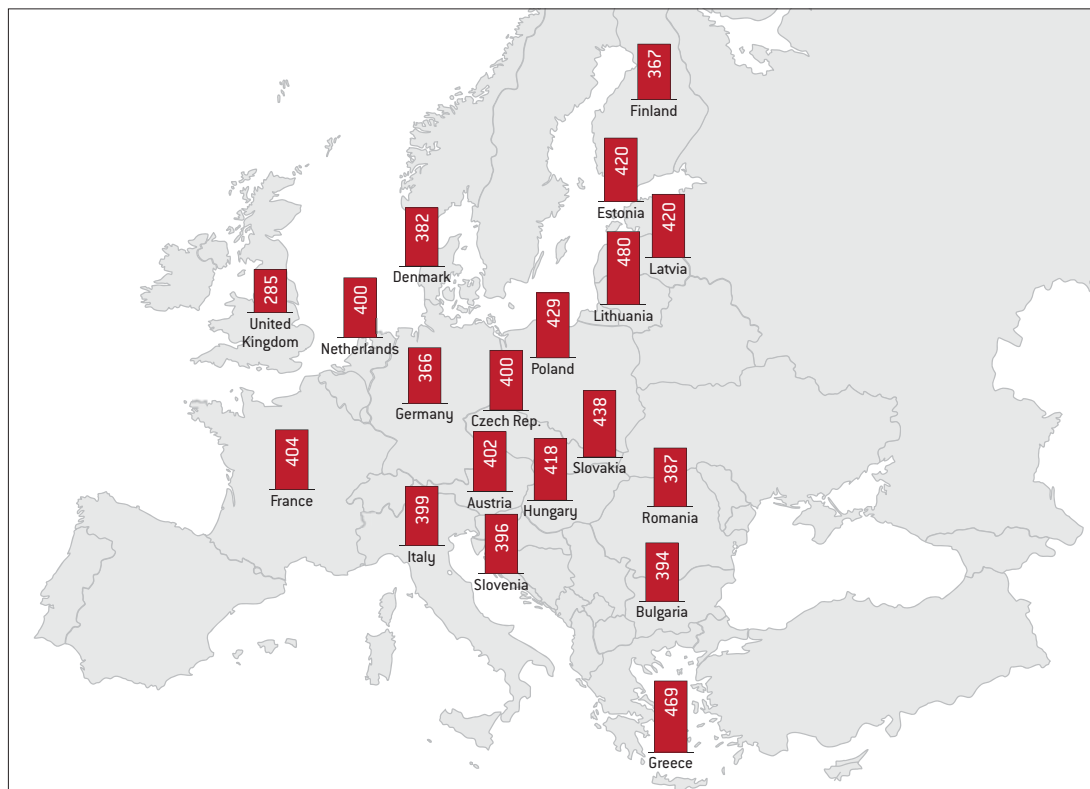 367
Finland
420
Estonia
420
Latvia
382
Denmark
480
Lithuania
285
United
Kingdom
400
Netherlands
429
Poland
366
Germany
400
Czech Rep.
438
Slovakia
404
France
402
Austria
418
Hungary
387
Romania
399
Italy
396
Slovenia
394
Bulgaria
469
Greece